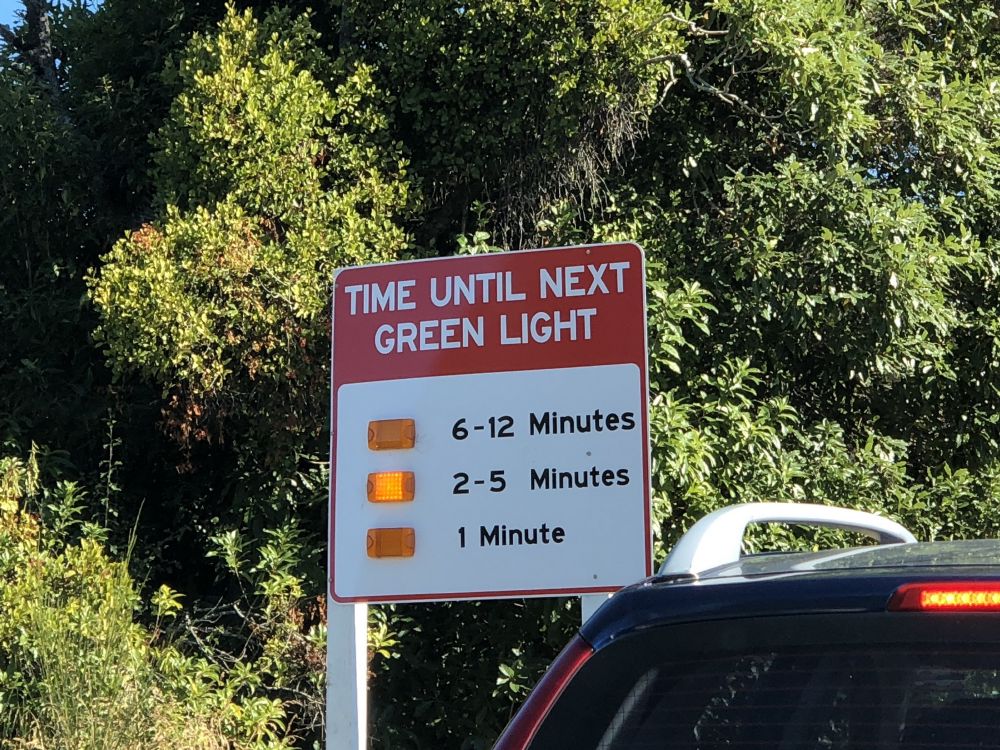 TIME UNTIL NEXT
GREEN LIGHT
6-12 Minutes
2-5 Minutes
1 Minute